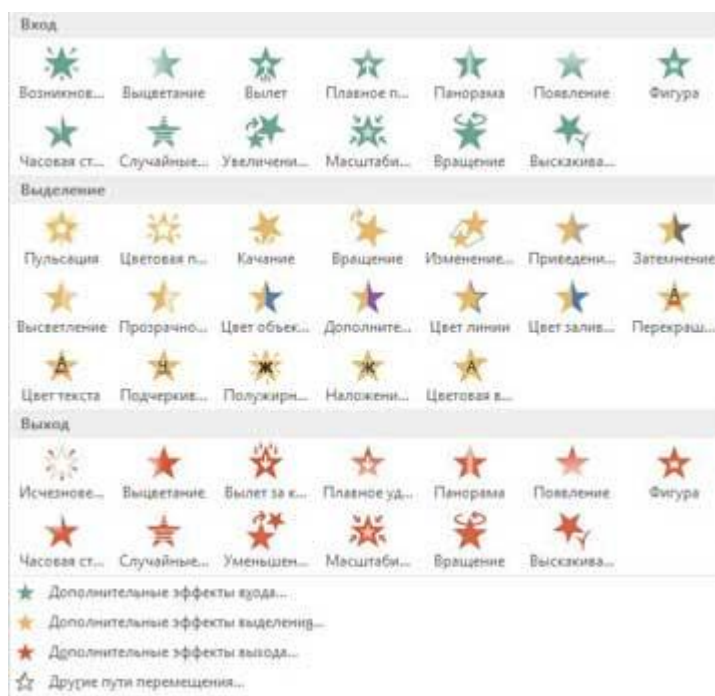 Вход
Возникнов... Выцветание Вылет Плавное п... Панорама Появление Фигура
Часовая ст... Случайные... Увеличени... Масштаби... Вращение Выскакива...
Выделение
Пульсация Цветовая п... Качание Вращение Изменение... Приведени... Затемнение
Высветление Прозрачно... Цвет объек... Дополните... Цвет линии Цвет залив... Перекраш...
Цвет текста Подчеркив... Полужирн... Наложени... Цветовая в...
Выход
Исчезнове... Выцветание Вылет за к... Плавное уд... Панорама Появление Фигура
Часовая ст... Случайные... Уменьшен... Масштаби... Вращение Выскакива...
Дополнительные эффекты входа...
Дополнительные эффекты выделения...
Дополнительные эффекты выхода...
Другие пути перемещения...